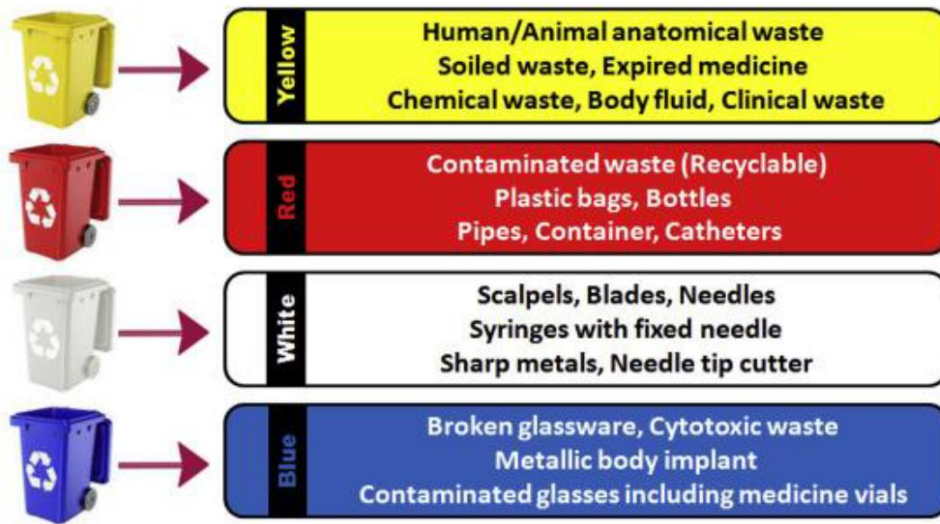 Yellow
Human/Animal anatomical waste
Soiled waste, Expired medicine
Chemical waste, Body fluid, Clinical waste
Red
Contaminated waste (Recyclable)
Plastic bags, Bottles
Pipes, Container, Catheters
White
Scalpels, Blades, Needles
Syringes with fixed needle
Sharp metals, Needle tip cutter
Blue
Broken glassware, Cytotoxic waste
Metallic body implant
Contaminated glasses including medicine vials